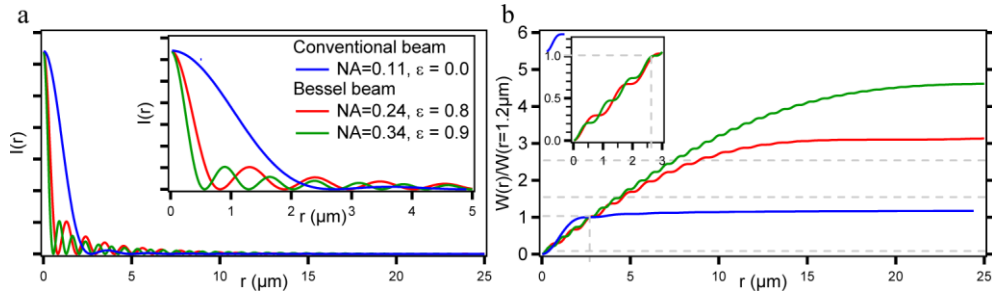 a
I(r)
0
5
10
15
20
25
r (µm)
I(r)
0
1
2
3
4
5
r (µm)
Conventional beam
NA=0.11, ε = 0.0
Bessel beam
NA=0.24, ε = 0.8
NA=0.34, ε = 0.9
b
W(r)/W(r=1.2µm)
6
5
4
3
2
1
0
0
5
10
15
20
25
r (µm)
1.0
0.5
0.0
0
1
2
3